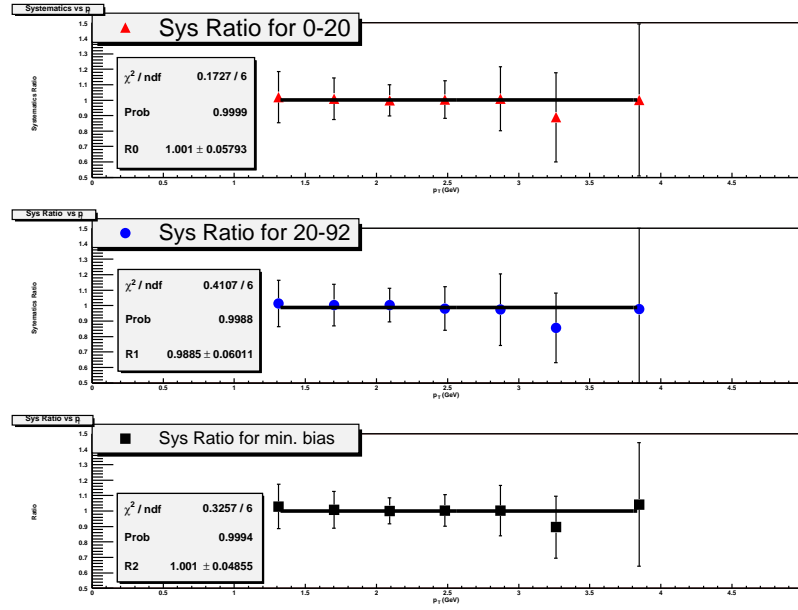 Systematics vs pT
Sys Ratio for 0-20
χ² / ndf 0.1727 / 6
Prob 0.9999
R0 1.001 ± 0.05793
Systematics Ratio
1.5
1.4
1.3
1.2
1.1
1
0.9
0.8
0.7
0.6
0.5
0 0.5 1 1.5 2 2.5 3 3.5 4 4.5
pT (GeV)
Sys Ratio vs pT
Sys Ratio for 20-92
χ² / ndf 0.4107 / 6
Prob 0.9988
R1 0.9885 ± 0.06011
Sytematics Ratio
1.5
1.4
1.3
1.2
1.1
1
0.9
0.8
0.7
0.6
0.5
0 0.5 1 1.5 2 2.5 3 3.5 4 4.5
pT (GeV)
Sys Ratio vs pT
Sys Ratio for min. bias
χ² / ndf 0.3257 / 6
Prob 0.9994
R2 1.001 ± 0.04855
Ratio
1.5
1.4
1.3
1.2
1.1
1
0.9
0.8
0.7
0.6
0.5
0 0.5 1 1.5 2 2.5 3 3.5 4 4.5
pT (GeV)